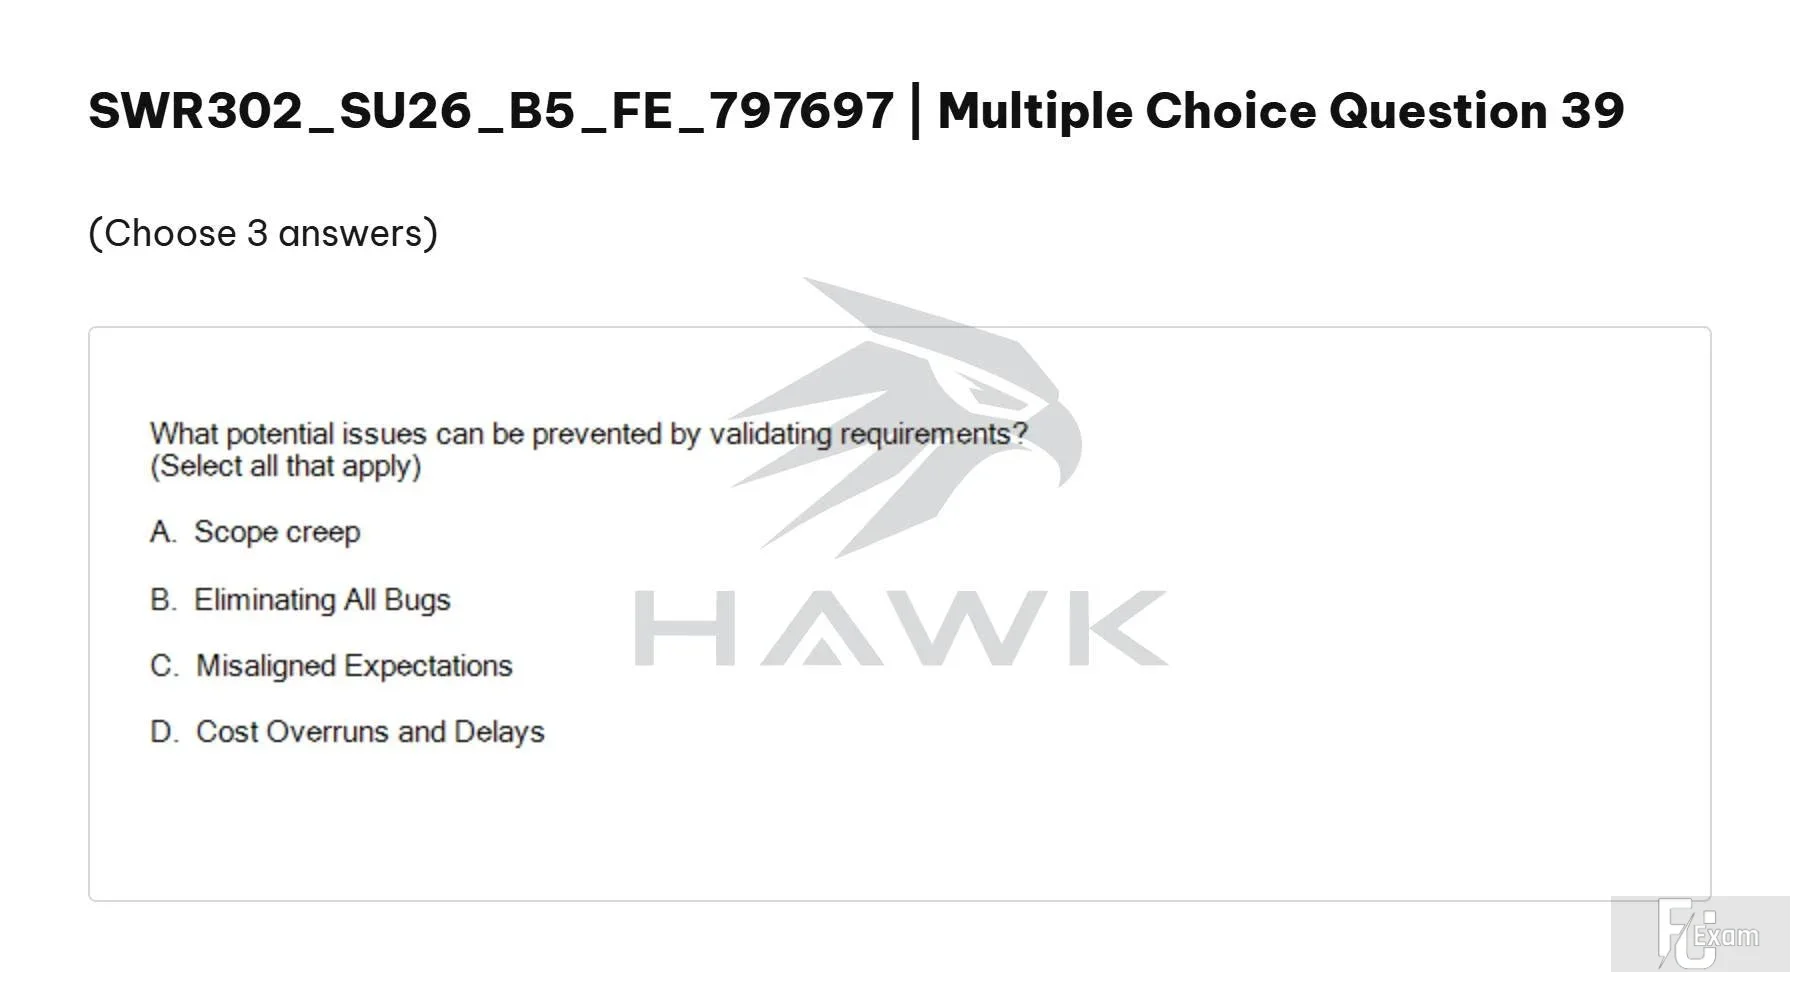 SWR302_SU26_B5_FE_797697 | Multiple Choice Question 39
(Choose 3 answers)
What potential issues can be prevented by validating requirements?
(Select all that apply)
A. Scope creep
B. Eliminating All Bugs
C. Misaligned Expectations
D. Cost Overruns and Delays
HAWK
FU Exam